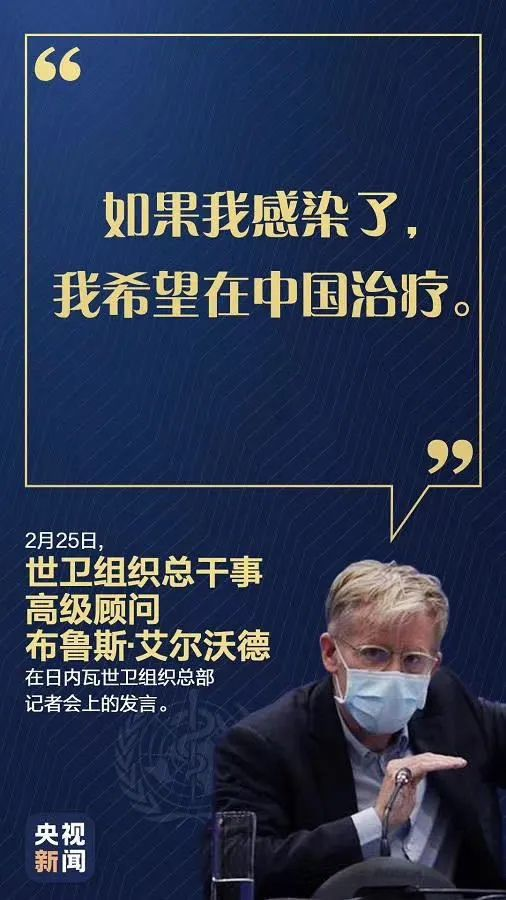 “
如果我感染了，
我希望在中国治疗。
”
2月25日，
世卫组织总干事
高级顾问
布鲁斯·艾尔沃德
在日内瓦世卫组织总部
记者会上的发言。
央视
新闻